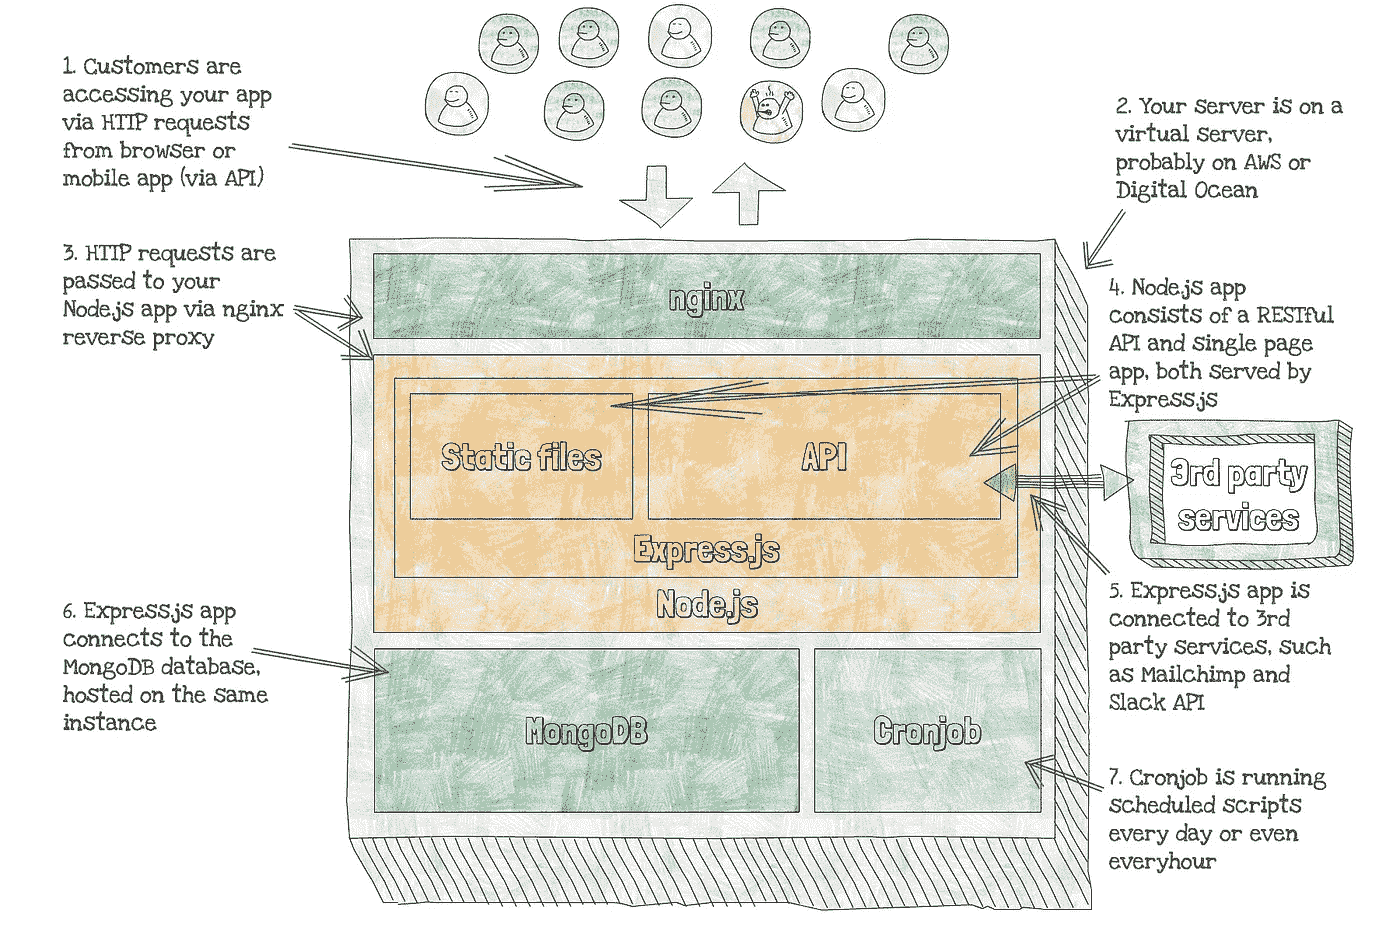 1. Customers are
accessing your app
via HTTP requests
from browser or
mobile app (via API)
2. Your server is on a
virtual server,
probably on AWS or
Digital Ocean
3. HTTP requests are
passed to your
Node.js app via nginx
reverse proxy
nginx
4. Node.js app
consists of a RESTful
API and single page
app, both served by
Express.js
Static files
API
3rd party
services
Express.js
Node.js
5. Express.js app is
connected to 3rd
party services, such
as Mailchimp and
Slack API
6. Express.js app
connects to the
MongoDB database,
hosted on the same
instance
MongoDB
Cronjob
7. Cronjob is running
scheduled scripts
every day or even
everyhour